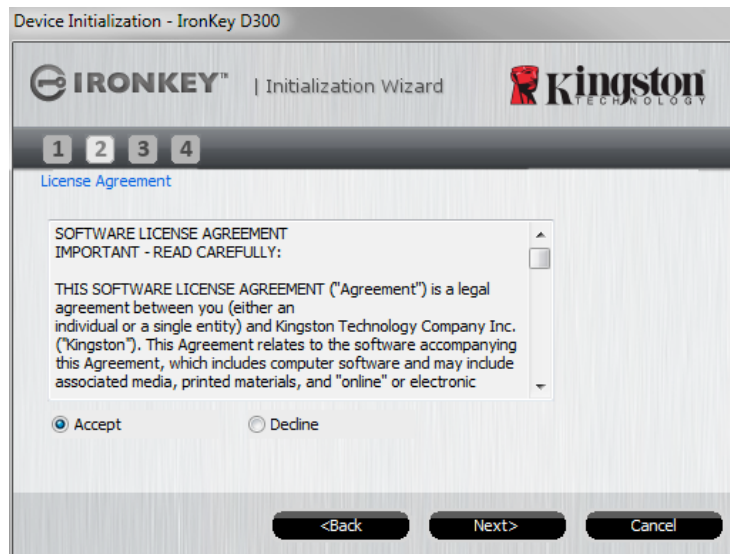 Device Initialization - IronKey D300
IRONKEY™ | Initialization Wizard
Kingston
TECHNOLOGY
1 2 3 4
License Agreement
SOFTWARE LICENSE AGREEMENT
IMPORTANT - READ CAREFULLY:
THIS SOFTWARE LICENSE AGREEMENT ("Agreement") is a legal
agreement between you (either an
individual or a single entity) and Kingston Technology Company Inc.
("Kingston"). This Agreement relates to the software accompanying
this Agreement, which includes computer software and may include
associated media, printed materials, and "online" or electronic
Accept Decline
<Back Next> Cancel